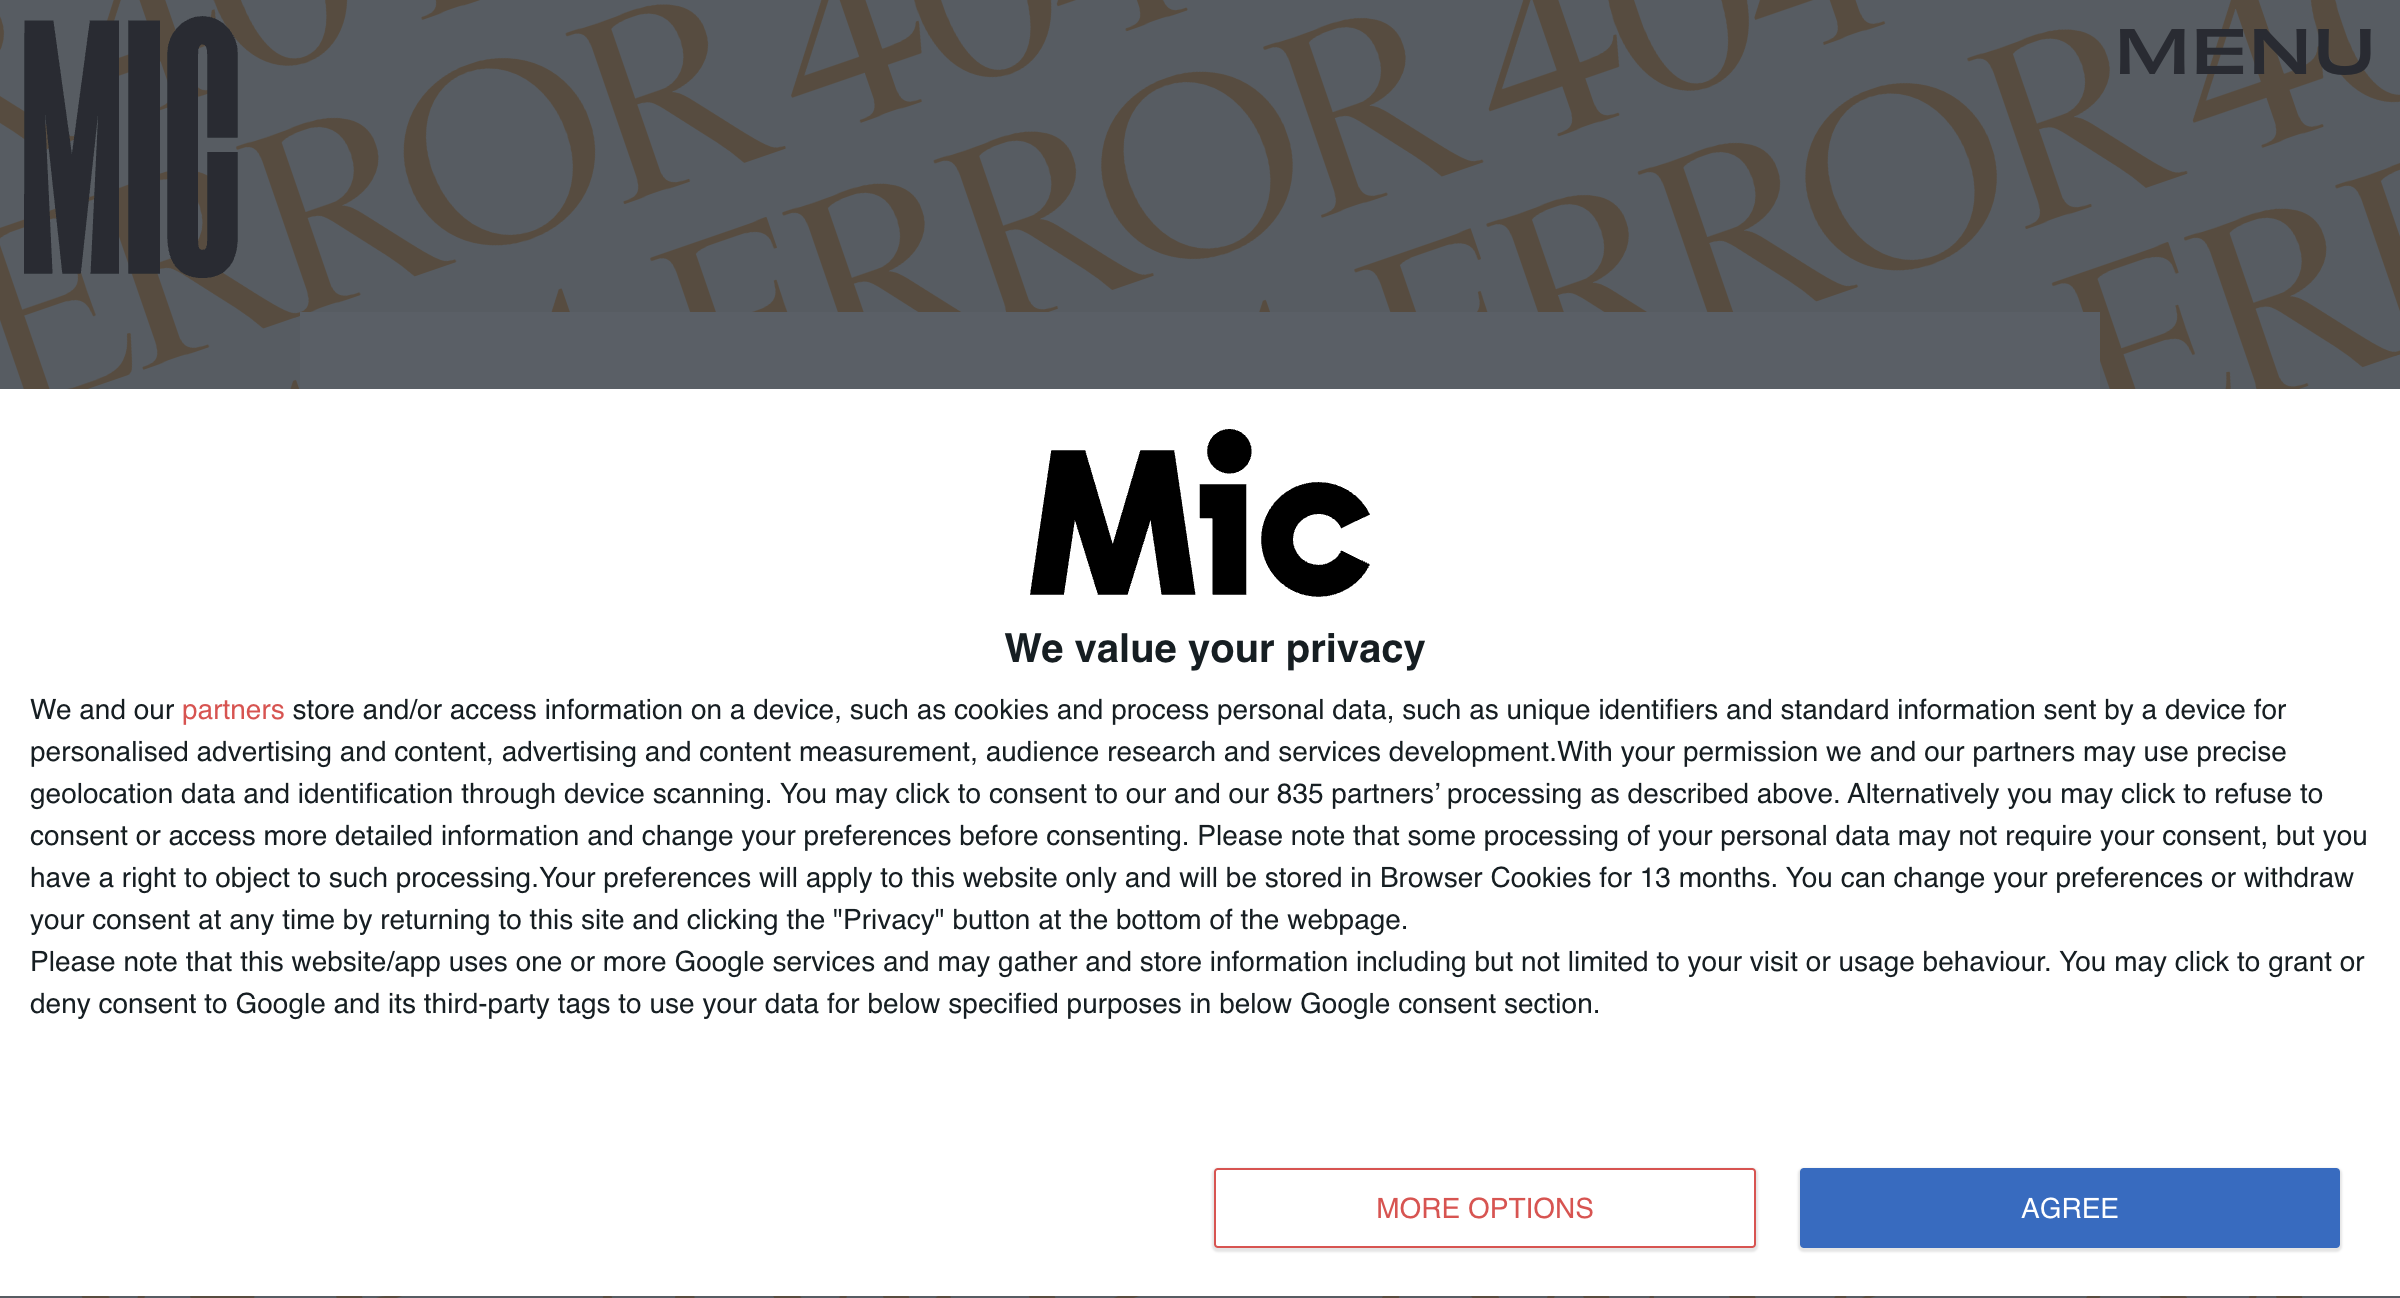 MIC
MENU
ERROR 404
ERROR 404
ERROR 404
Mic
We value your privacy
We and our partners store and/or access information on a device, such as cookies and process personal data, such as unique identifiers and standard information sent by a device for
personalised advertising and content, advertising and content measurement, audience research and services development.With your permission we and our partners may use precise
geolocation data and identification through device scanning. You may click to consent to our and our 835 partners’ processing as described above. Alternatively you may click to refuse to
consent or access more detailed information and change your preferences before consenting. Please note that some processing of your personal data may not require your consent, but you
have a right to object to such processing.Your preferences will apply to this website only and will be stored in Browser Cookies for 13 months. You can change your preferences or withdraw
your consent at any time by returning to this site and clicking the "Privacy" button at the bottom of the webpage.
Please note that this website/app uses one or more Google services and may gather and store information including but not limited to your visit or usage behaviour. You may click to grant or
deny consent to Google and its third-party tags to use your data for below specified purposes in below Google consent section.
MORE OPTIONS
AGREE